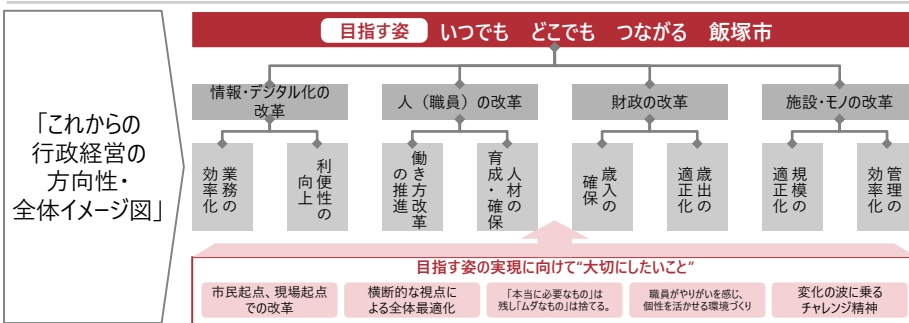 「これからの
行政経営の
方向性・
全体イメージ図」
目指す姿 いつでも どこでも つながる 飯塚市
情報・デジタル化の
改革
人（職員）の改革
財政の改革
施設・モノの改革
業務の
効率化
利便性の
向上
働き方改革
の推進
人材の
育成・確保
歳入の
確保
歳出の
適正化
規模の
適正化
管理の
効率化
目指す姿の実現に向けて“大切にしたいこと”
市民起点、現場起点
での改革
横断的な視点に
よる全体最適化
「本当に必要なもの」は
残し「ムダなもの」は捨てる。
職員がやりがいを感じ、
個性を活かせる環境づくり
変化の波に乗る
チャレンジ精神